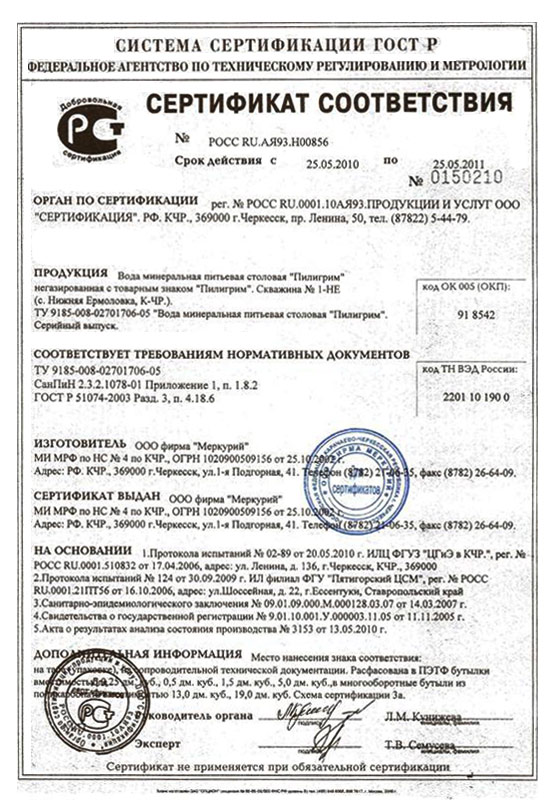 СИСТЕМА СЕРТИФИКАЦИИ ГОСТ Р
ФЕДЕРАЛЬНОЕ АГЕНТСТВО ПО ТЕХНИЧЕСКОМУ РЕГУЛИРОВАНИЮ И МЕТРОЛОГИИ
Добровольная
сертификация
СЕРТИФИКАТ СООТВЕТСТВИЯ
№ РОСС RU.АЯ93.Н00856
Срок действия с 25.05.2010 по 25.05.2011
№ 0150210
ОРГАН ПО СЕРТИФИКАЦИИ рег. № РОСС RU.0001.10АЯ93.ПРОДУКЦИИ И УСЛУГ ООО
"СЕРТИФИКАЦИЯ". РФ. КЧР., 369000 г.Черкесск, пр. Ленина, 50, тел. (87822) 5-44-79.
ПРОДУКЦИЯ Вода минеральная питьевая столовая "Пилигрим"
негазированная с товарным знаком "Пилигрим". Скважина № 1-НЕ
(с. Нижняя Ермоловка, К-ЧР.).
ТУ 9185-008-02701706-05 "Вода минеральная питьевая столовая "Пилигрим".
Серийный выпуск.
код ОК 005 (ОКП):
91 8542
СООТВЕТСТВУЕТ ТРЕБОВАНИЯМ НОРМАТИВНЫХ ДОКУМЕНТОВ
ТУ 9185-008-02701706-05
СанПиН 2.3.2.1078-01 Приложение 1, п. 1.8.2
ГОСТ Р 51074-2003 Разд. 3, п. 4.18.6
код ТН ВЭД России:
2201 10 190 0
ИЗГОТОВИТЕЛЬ ООО фирма "Меркурий"
МИ МРФ по НС № 4 по КЧР., ОГРН 1020900509156 от 25.10.2002 г.
Адрес: РФ. КЧР., 369000 г.Черкесск, ул.1-я Подгорная, 41. Телефон (8782) 21-06-35, факс (8782) 26-64-09.
СЕРТИФИКАТ ВЫДАН ООО фирма "Меркурий"
МИ МРФ по НС № 4 по КЧР., ОГРН 1020900509156 от 25.10.2002 г.
Адрес: РФ. КЧР., 369000 г.Черкесск, ул.1-я Подгорная, 41. Телефон (8782) 21-06-35, факс (8782) 26-64-09.
ФИРМА МЕРКУРИЙ
для сертификатов
НА ОСНОВАНИИ 1.Протокола испытаний № 02-89 от 20.05.2010 г. ИЛЦ ФГУЗ "ЦГиЭ в КЧР.", рег. №
РОСС RU.0001.510832 от 17.04.2006, адрес: ул. Ленина, д. 136, г.Черкесск, КЧР., 369000
2.Протокола испытаний № 124 от 30.09.2009 г. ИЛ филиал ФГУ "Пятигорский ЦСМ", рег. № РОСС
RU.0001.21ПТ56 от 16.10.2006, адрес:ул.Шоссейная, д. 22, г.Ессентуки, Ставропольский край
3.Санитарно-эпидемиологического заключения № 09.01.09.000.М.000128.03.07 от 14.03.2007 г.
4.Свидетельства о государственной регистрации № 9.01.10.001.У.000003.11.05 от 11.11.2005 г.
5.Акта о результатах анализа состояния производства № 3153 от 13.05.2010 г.
ДОПОЛНИТЕЛЬНАЯ ИНФОРМАЦИЯ Место нанесения знака соответствия:
на таре (упаковке), в сопроводительной технической документации. Расфасована в ПЭТФ бутылки
вместимостью 0,25 дм. куб., 0,5 дм. куб., 1,5 дм. куб., 5,0 дм. куб., в многооборотные бутыли из
поликарбоната вместимостью 13,0 дм. куб., 19,0 дм. куб. Схема сертификации 3а.
Руководитель органа Л.М. Кунижева
подпись инициалы, фамилия
Эксперт Т.В. Семусева
подпись инициалы, фамилия
Сертификат не применяется при обязательной сертификации